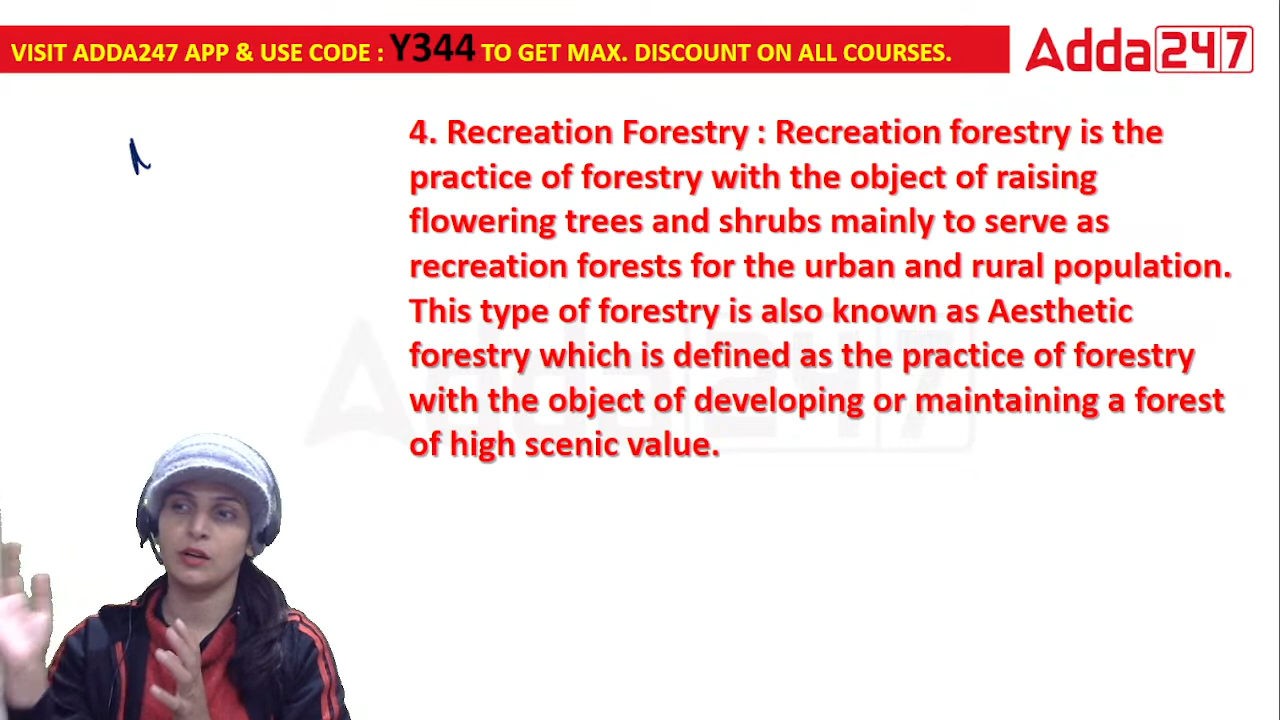 VISIT ADDA247 APP & USE CODE : Y344 TO GET MAX. DISCOUNT ON ALL COURSES.
Adda247
4. Recreation Forestry : Recreation forestry is the
practice of forestry with the object of raising
flowering trees and shrubs mainly to serve as
recreation forests for the urban and rural population.
This type of forestry is also known as Aesthetic
forestry which is defined as the practice of forestry
with the object of developing or maintaining a forest
of high scenic value.
Adda247